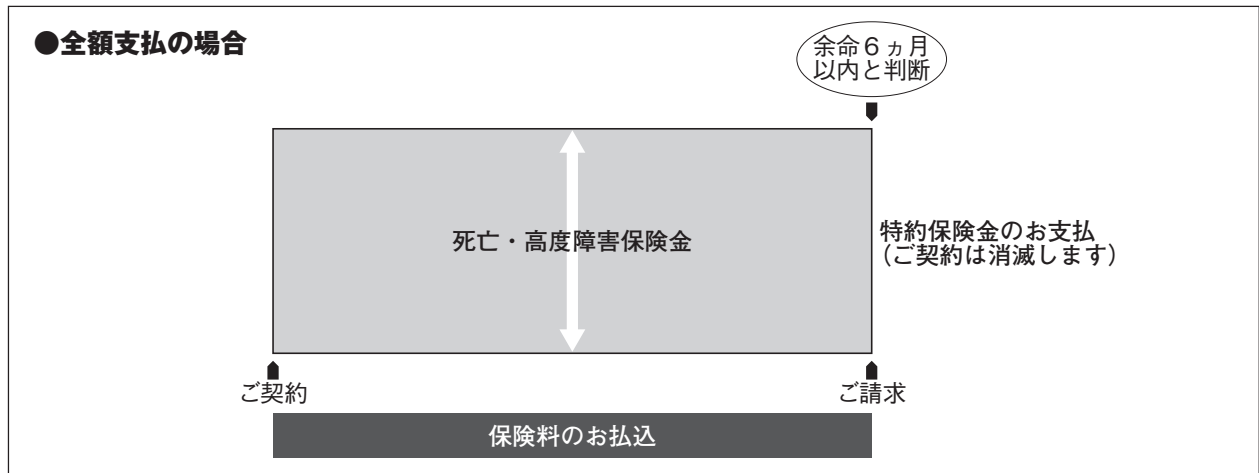 ●全額支払の場合
余命６ヵ月
以内と判断
死亡・高度障害保険金
特約保険金のお支払
(ご契約は消滅します)
ご契約
ご請求
保険料のお払込